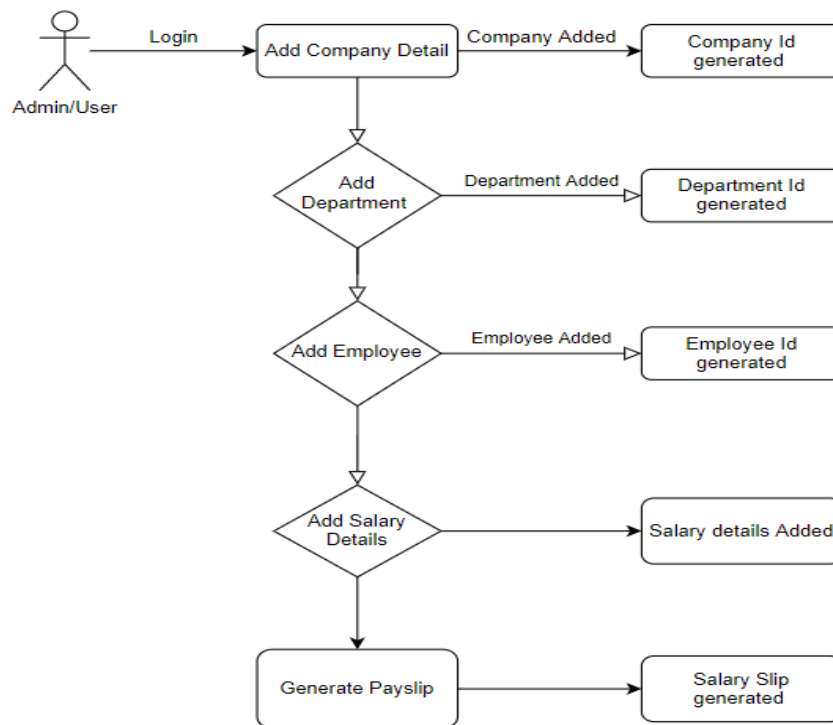 Login
Add Company Detail
Company Added
Company Id
generated
Admin/User
Add
Department
Department Added
Department Id
generated
Add Employee
Employee Added
Employee Id
generated
Add Salary
Details
Salary details Added
Generate Payslip
Salary Slip
generated